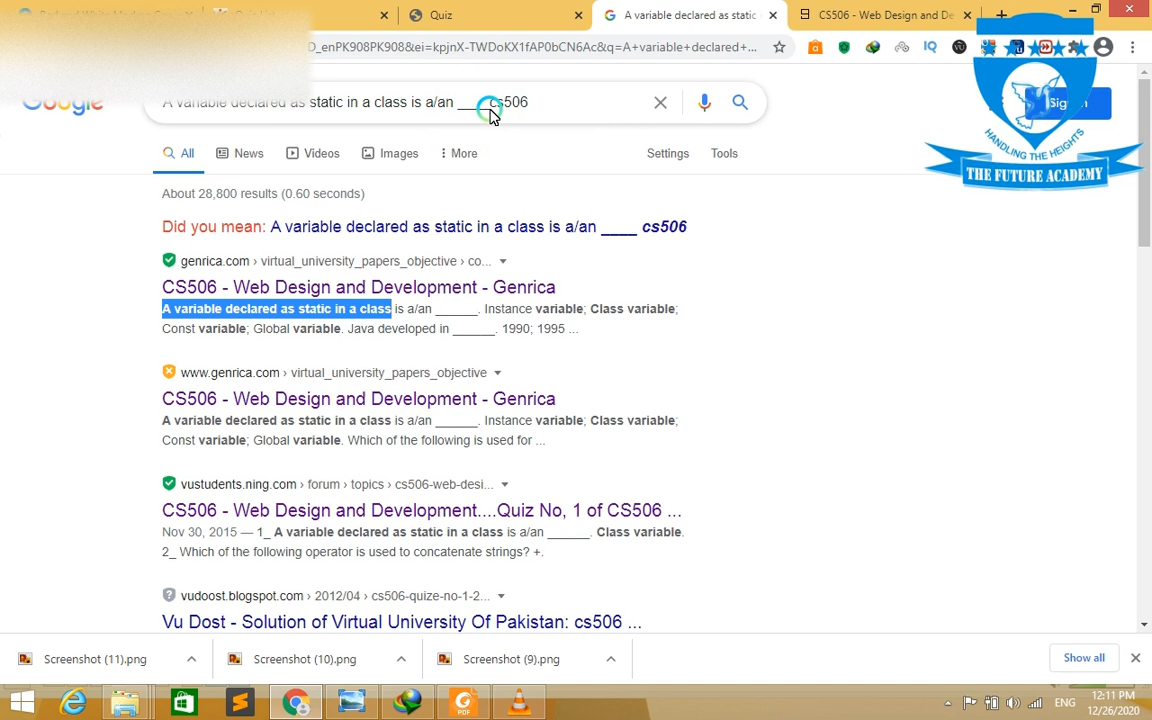 Quiz
A variable declared as static
CS506 - Web Design and De
D_enPK908PK908&ei=kpjnX-TWDoKX1fAP0bCN6Ac&q=A+variable+declared+...
A variable declared as static in a class is a/an ____ cs506
Sign
HANDLING THE HEIGHTS
THE FUTURE ACADEMY
All
News
Videos
Images
More
Settings
Tools
About 28,800 results (0.60 seconds)
Did you mean: A variable declared as static in a class is a/an ____ cs506
genrica.com › virtual_university_papers_objective › co...
CS506 - Web Design and Development - Genrica
A variable declared as static in a class is a/an ______. Instance variable; Class variable;
Const variable; Global variable. Java developed in ______. 1990; 1995 ...
www.genrica.com › virtual_university_papers_objective
CS506 - Web Design and Development - Genrica
A variable declared as static in a class is a/an ______. Instance variable; Class variable;
Const variable; Global variable. Which of the following is used for ...
vustudents.ning.com › forum › topics › cs506-web-desi...
CS506 - Web Design and Development....Quiz No, 1 of CS506 ...
Nov 30, 2015 — 1_ A variable declared as static in a class is a/an ______. Class variable.
2_ Which of the following operator is used to concatenate strings? +.
vudoost.blogspot.com › 2012/04 › cs506-quize-no-1-2...
Vu Dost - Solution of Virtual University Of Pakistan: cs506 ...
Screenshot (11).png
Screenshot (10).png
Screenshot (9).png
Show all
PDF
ENG
12:11 PM
12/26/2020